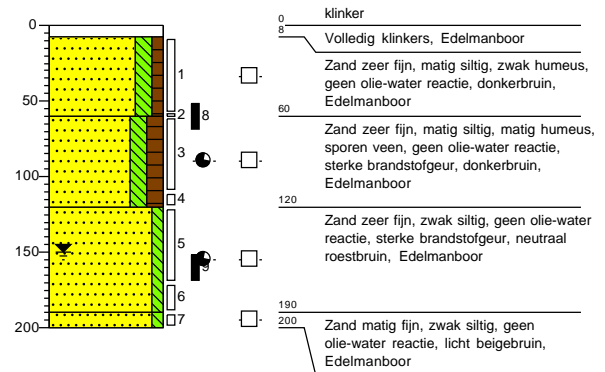 klinker
0
0
8
Volledig klinkers, Edelmanboor
Zand zeer fijn, matig siltig, zwak humeus,
geen olie-water reactie, donkerbruin,
Edelmanboor
1
50
2
8
60
Zand zeer fijn, matig siltig, matig humeus,
sporen veen, geen olie-water reactie,
sterke brandstofgeur, donkerbruin,
Edelmanboor
3
100
4
120
Zand zeer fijn, zwak siltig, geen olie-water
reactie, sterke brandstofgeur, neutraal
roestbruin, Edelmanboor
5
150
9
6
190
7
200
200
Zand matig fijn, zwak siltig, geen
olie-water reactie, licht beigebruin,
Edelmanboor